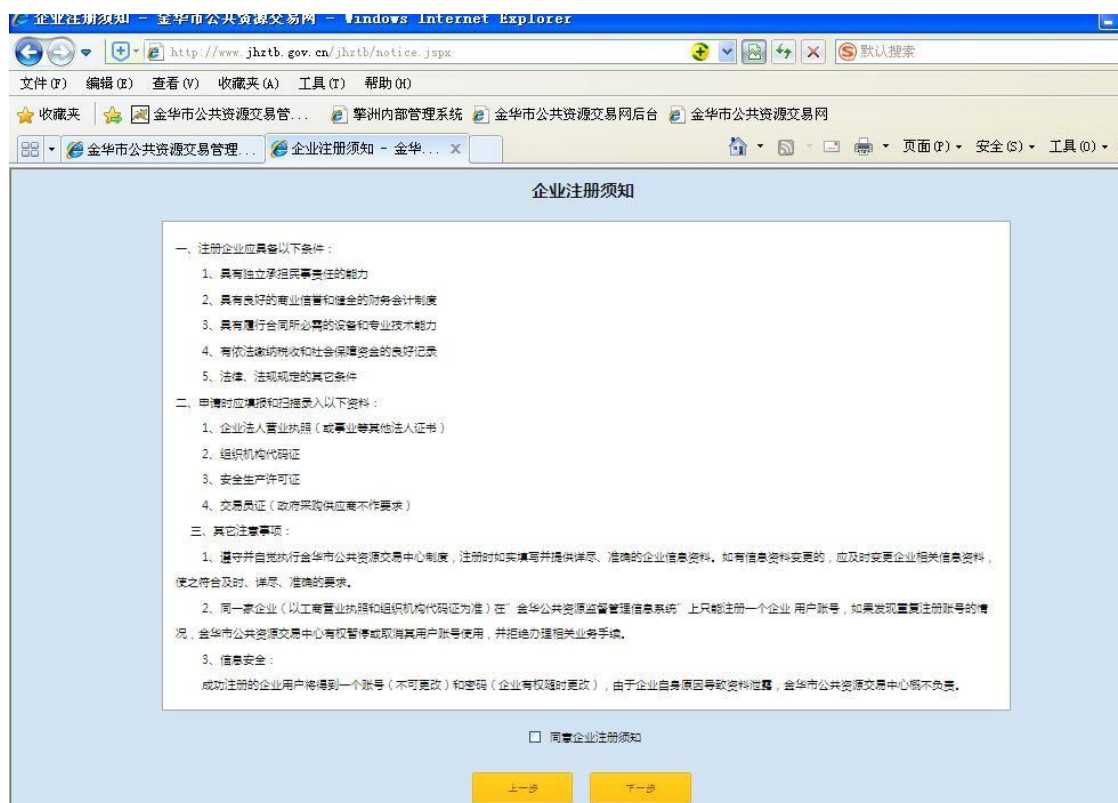 企业注册须知 - 金华市公共资源交易网 - Windows Internet Explorer
http://www.jhztb.gov.cn/jhztb/notice.jspx
默认搜索
文件(F) 编辑(E) 查看(V) 收藏夹(A) 工具(T) 帮助(H)
收藏夹 金华市公共资源交易管... 擎洲内部管理系统 金华市公共资源交易网后台 金华市公共资源交易网
金华市公共资源交易管理... 企业注册须知 - 金华... x 页面(P) 安全(S) 工具(O)
企业注册须知
一、注册企业应具备以下条件：
1、具有独立承担民事责任的能力
2、具有良好的商业信誉和健全的财务会计制度
3、具有履行合同所必需的设备和专业技术能力
4、有依法缴纳税收和社会保障资金的良好记录
5、法律、法规规定的其它条件
二、申请时应填报和扫描录入以下资料：
1、企业法人营业执照（或事业等其他法人证书）
2、组织机构代码证
3、安全生产许可证
4、交易员证（政府采购供应商不作要求）
三、其它注意事项：
1、遵守并自觉执行金华市公共资源交易中心制度，注册时如实填写并提供详尽、准确的企业信息资料。如有信息资料变更的，应及时变更企业相关信息资料，
使之符合及时、详尽、准确的要求。
2、同一家企业（以工商营业执照和组织机构代码证为准）在"金华公共资源监督管理信息系统"上只能注册一个企业 用户账号，如果发现重复注册账号的情
况，金华市公共资源交易中心有权暂停或取消其用户账号使用，并拒绝办理相关业务手续。
3、信息安全：
成功注册的企业用户将得到一个账号（不可更改）和密码（企业有权随时更改），由于企业自身原因导致资料泄露，金华市公共资源交易中心概不负责。
同意企业注册须知
上一步 下一步